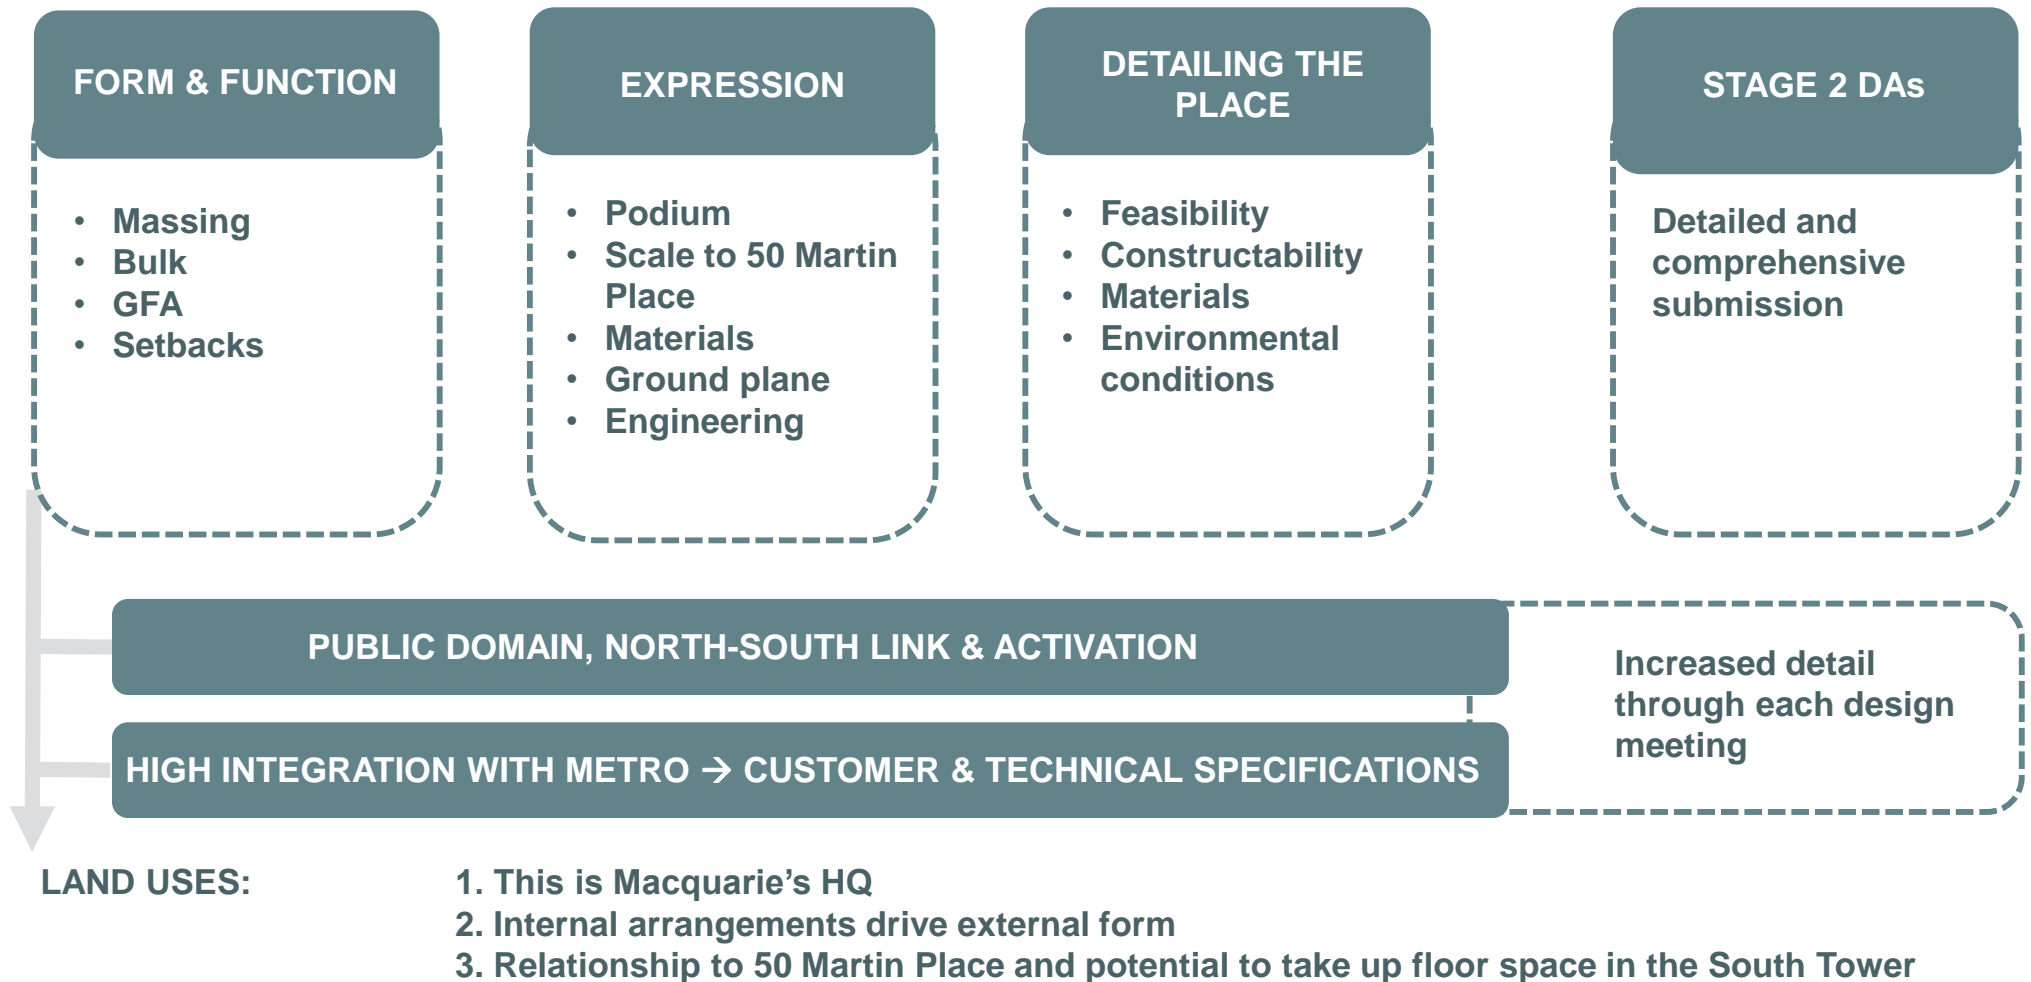 FORM & FUNCTION
• Massing
• Bulk
• GFA
• Setbacks
EXPRESSION
• Podium
• Scale to 50 Martin
Place
• Materials
• Ground plane
• Engineering
DETAILING THE
PLACE
• Feasibility
• Constructability
• Materials
• Environmental
conditions
STAGE 2 DAs
Detailed and
comprehensive
submission
PUBLIC DOMAIN, NORTH-SOUTH LINK & ACTIVATION
HIGH INTEGRATION WITH METRO → CUSTOMER & TECHNICAL SPECIFICATIONS
Increased detail
through each design
meeting
LAND USES:
1. This is Macquarie’s HQ
2. Internal arrangements drive external form
3. Relationship to 50 Martin Place and potential to take up floor space in the South Tower